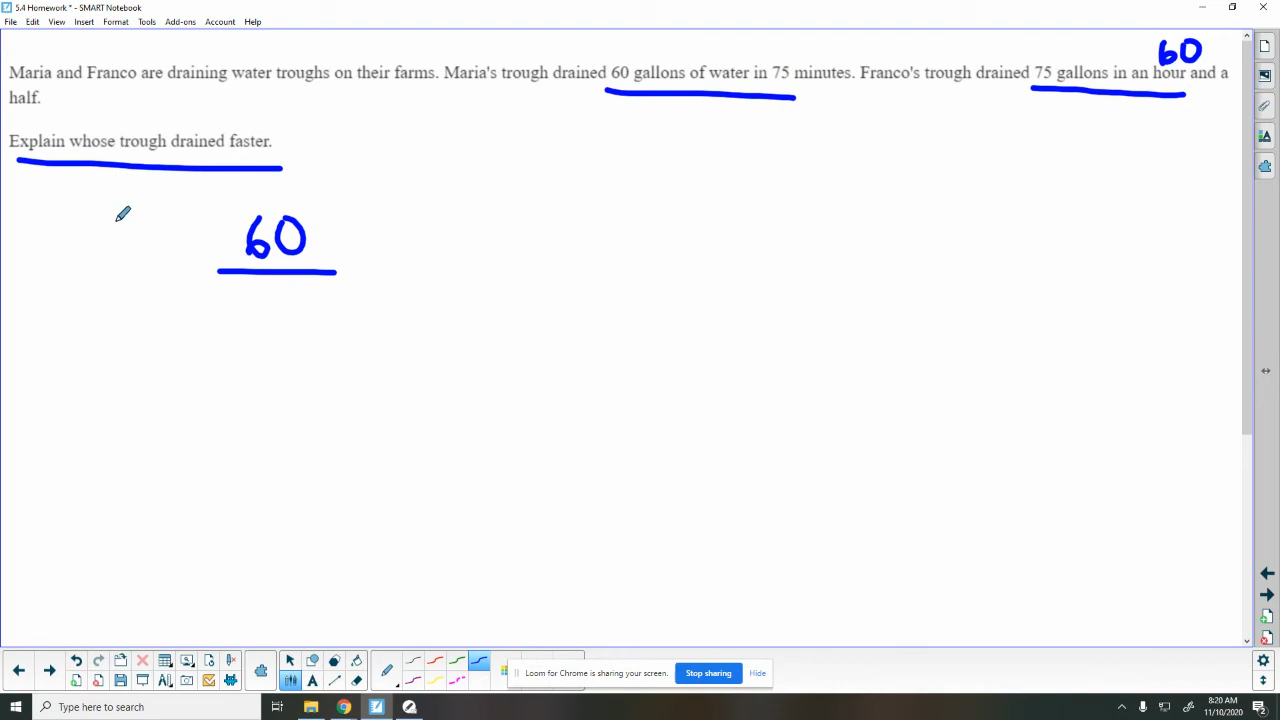 5.4 Homework * - SMART Notebook
File Edit View Insert Format Tools Add-ons Account Help
60
Maria and Franco are draining water troughs on their farms. Maria's trough drained 60 gallons of water in 75 minutes. Franco's trough drained 75 gallons in an hour and a
half.
Explain whose trough drained faster.
60
Loom for Chrome is sharing your screen. Stop sharing Hide
Type here to search
8:20 AM
11/10/2020
2